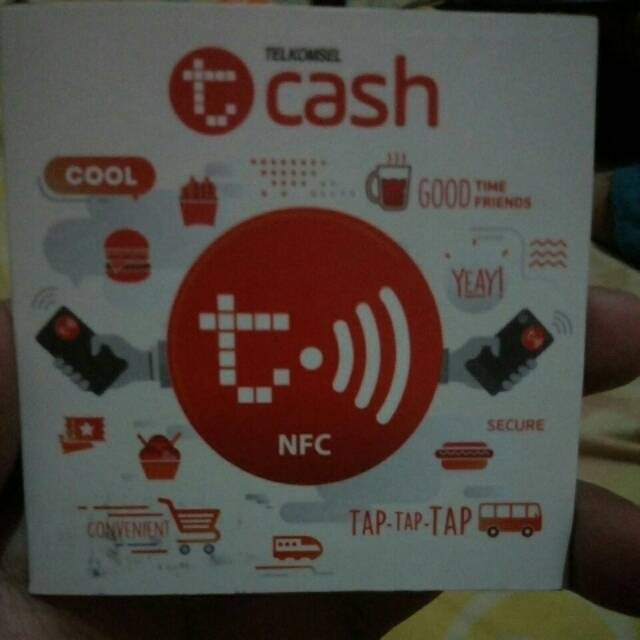 TELKOMSEL
t cash
COOL
GOOD TIME
FRIENDS
YEAY!
NFC
SECURE
CONVENIENT
TAP-TAP-TAP